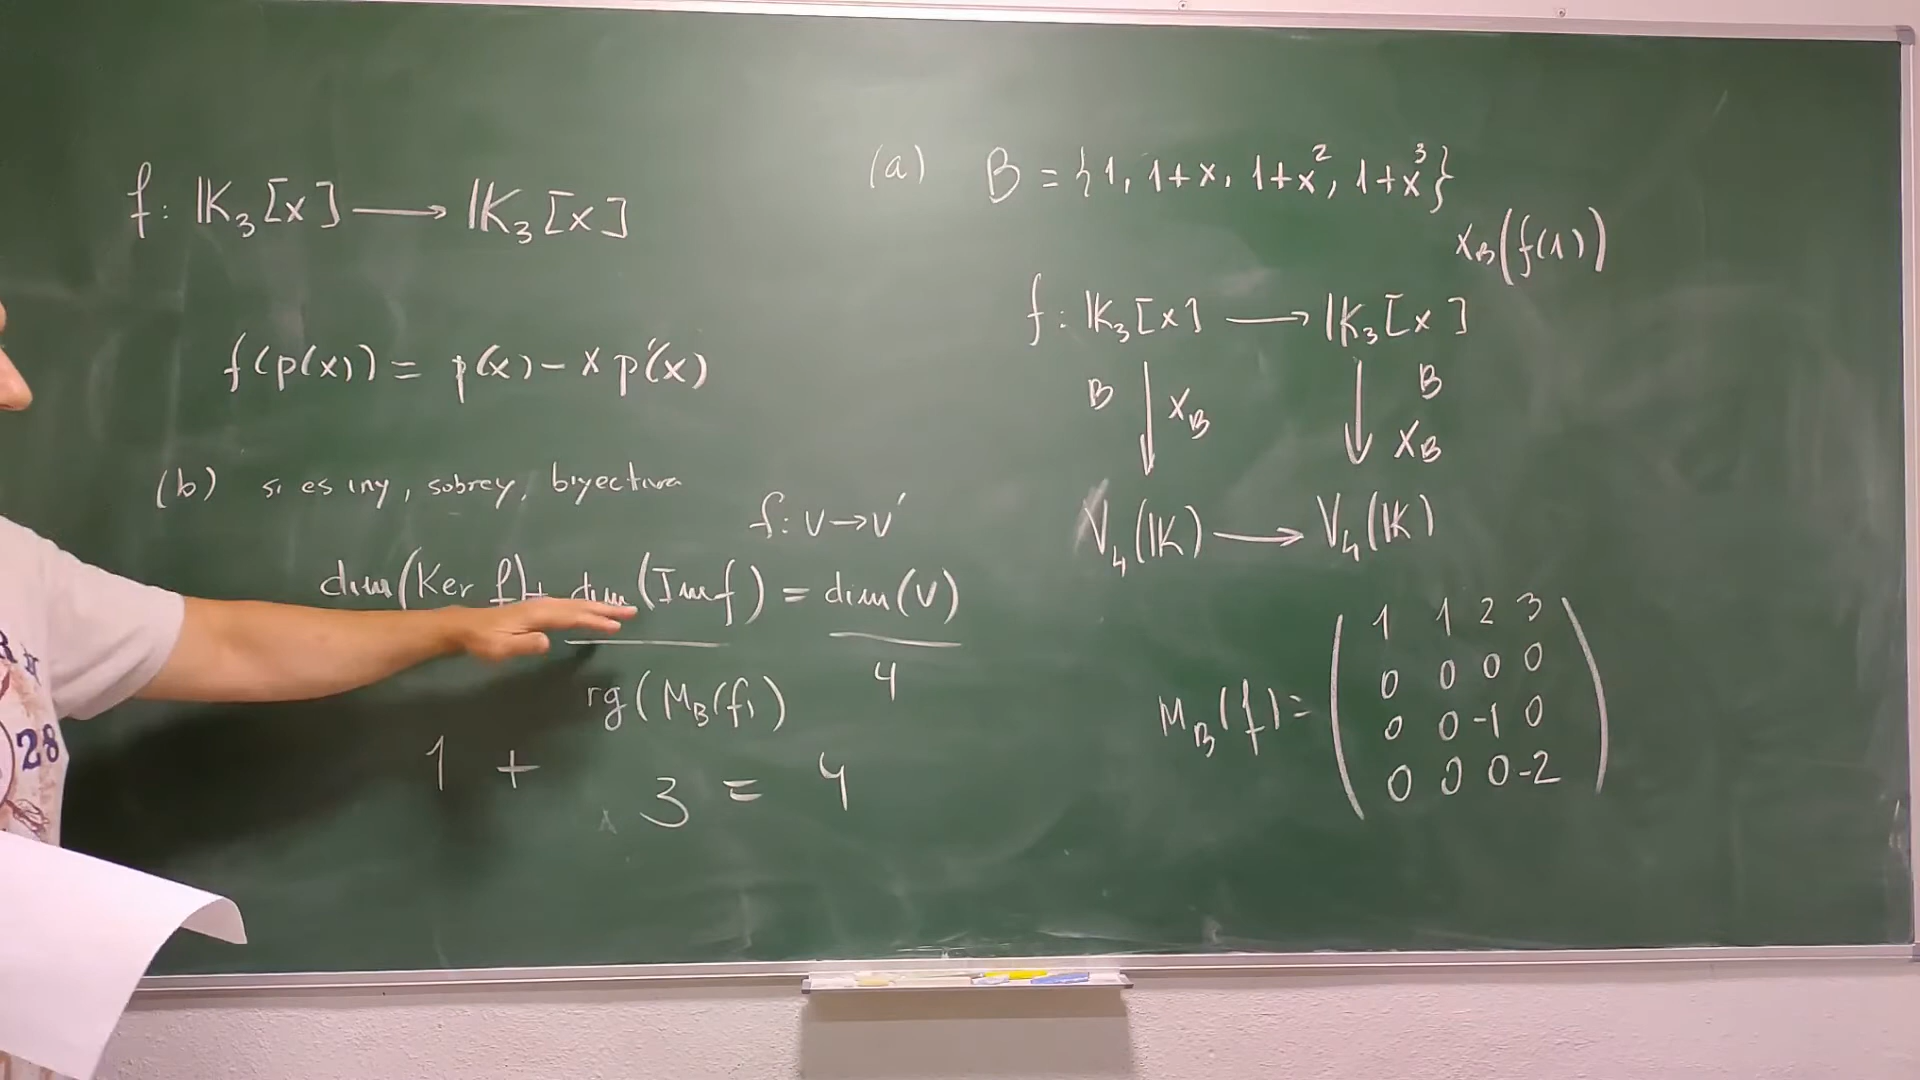 f: K₃[x] ⟶ K₃[x]
f(p(x)) = p(x) - x p'(x)
(b) si es iny, sobrey, biyectiva
f: V → V'
dim(Ker f) + dim(Im f) = dim(V)
rg(M_B(f)) 4
1 + 3 = 4
(a) B = {1, 1+x, 1+x², 1+x³}
x_B(f(1))
f: K₃[x] ⟶ K₃[x]
B x_B B
x_B
V₄(K) ⟶ V₄(K)
1 1 2 3
0 0 0 0
M_B(f) =
0 0 -1 0
0 0 0 -2
28